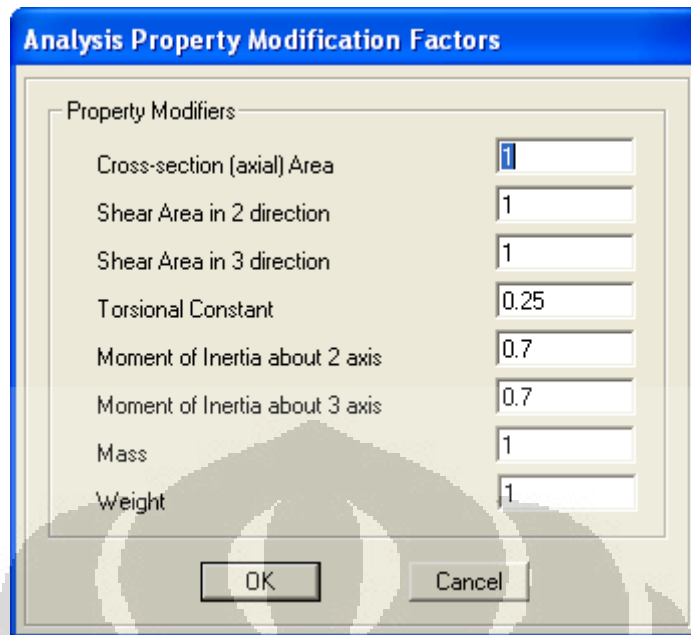 Analysis Property Modification Factors
Property Modifiers
Cross-section (axial) Area 1
Shear Area in 2 direction 1
Shear Area in 3 direction 1
Torsional Constant 0.25
Moment of Inertia about 2 axis 0.7
Moment of Inertia about 3 axis 0.7
Mass 1
Weight 1
OK Cancel